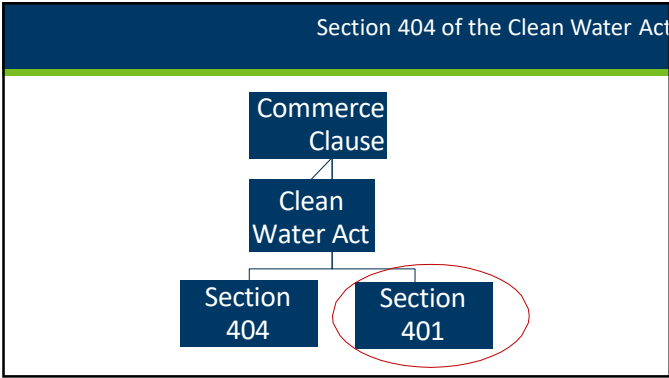 Section 404 of the Clean Water Act
Commerce
Clause
Clean
Water Act
Section
404
Section
401